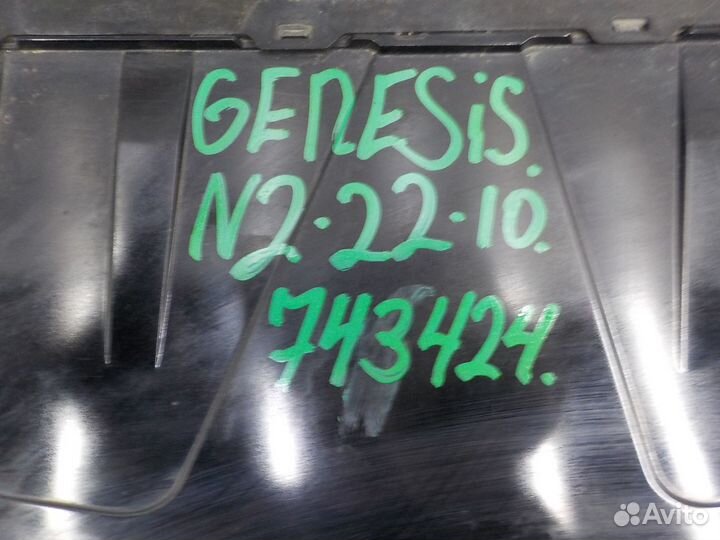 GENESiS.
N2·22·10.
743424.
Avito